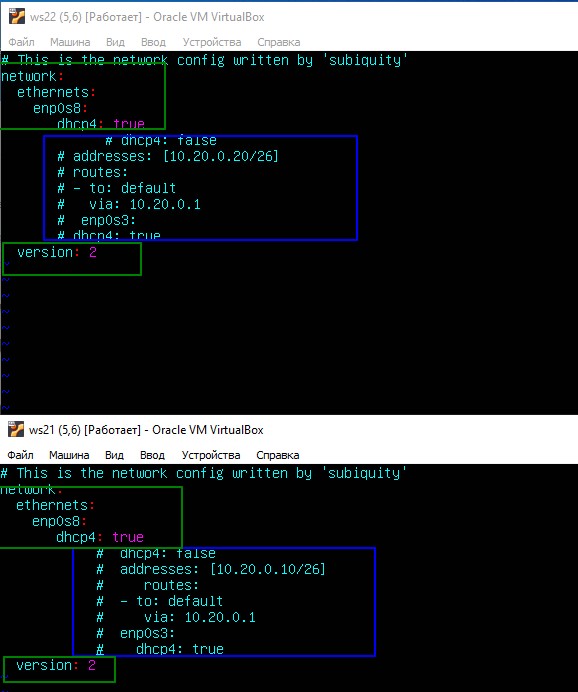 ws22 (5,6) [Работает] - Oracle VM VirtualBox
Файл Машина Вид Ввод Устройства Справка
# This is the network config written by 'subiquity'
network:
  ethernets:
    enp0s8:
       dhcp4: true
             # dhcp4: false
       # addresses: [10.20.0.20/26]
       # routes:
       # - to: default
       #   via: 10.20.0.1
       #  enp0s3:
       # dhcp4: true
  version: 2
~
~
~
~
~
~
~
~
~
~
ws21 (5,6) [Работает] - Oracle VM VirtualBox
Файл Машина Вид Ввод Устройства Справка
# This is the network config written by 'subiquity'
network:
  ethernets:
    enp0s8:
       dhcp4: true
            #  dhcp4: false
            #  addresses: [10.20.0.10/26]
            #     routes:
            #  - to: default
            #     via: 10.20.0.1
            #  enp0s3:
            #    dhcp4: true
  version: 2